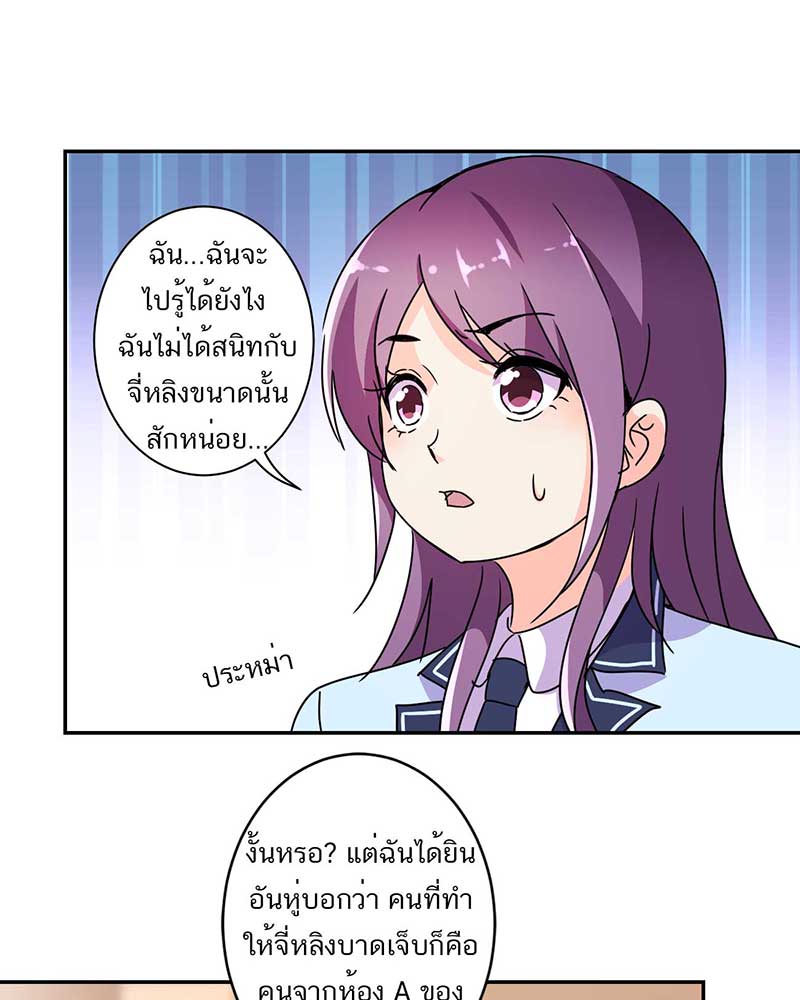 ฉัน...ฉันจะ
ไปรู้ได้ยังไง
ฉันไม่ได้สนิทกับ
จี่หลิงขนาดนั้น
สักหน่อย...
ประหม่า
งั้นหรอ? แต่ฉันได้ยิน
อันหู่บอกว่า คนที่ทำ
ให้จี่หลิงบาดเจ็บก็คือ
คนจากห้อง A ของ